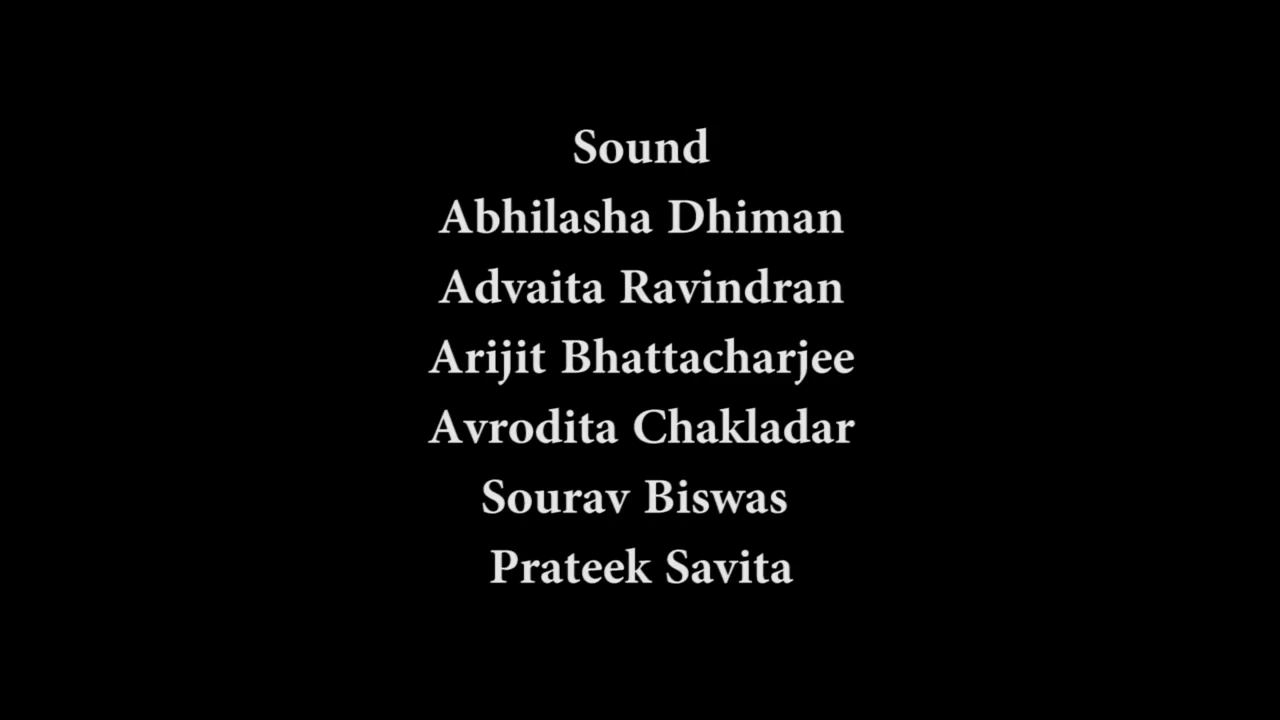 Sound
Abhilasha Dhiman
Advaita Ravindran
Arijit Bhattacharjee
Avrodita Chakladar
Sourav Biswas
Prateek Savita